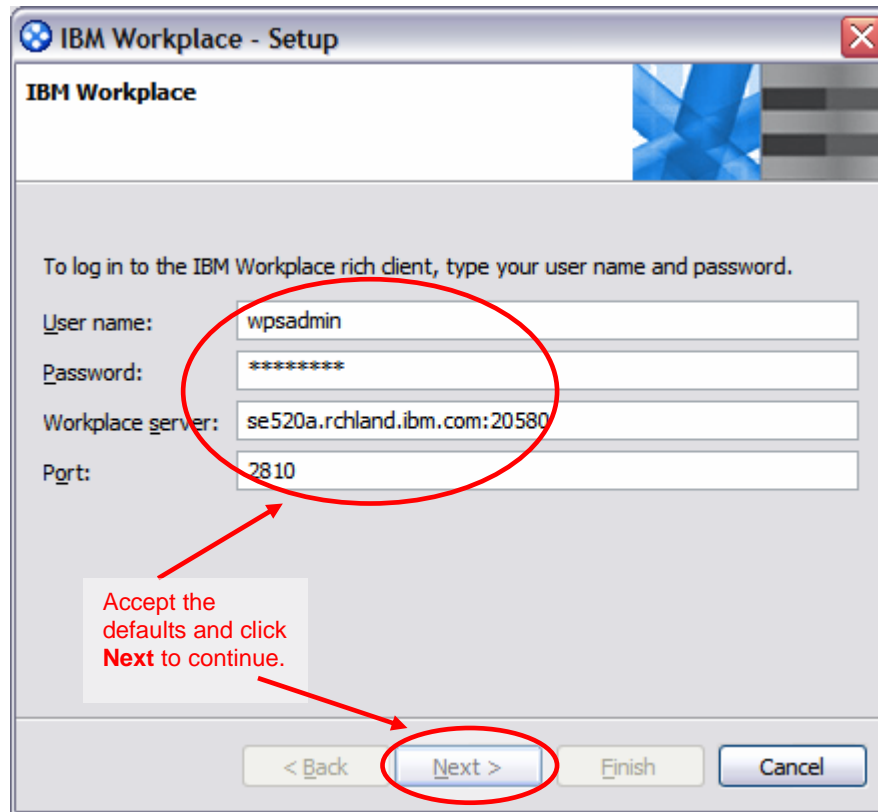 IBM Workplace - Setup
IBM Workplace
To log in to the IBM Workplace rich client, type your user name and password.
User name: wpsadmin
Password: ********
Workplace server: se520a.rchland.ibm.com:20580
Port: 2810
Accept the
defaults and click
Next to continue.
< Back Next > Finish Cancel